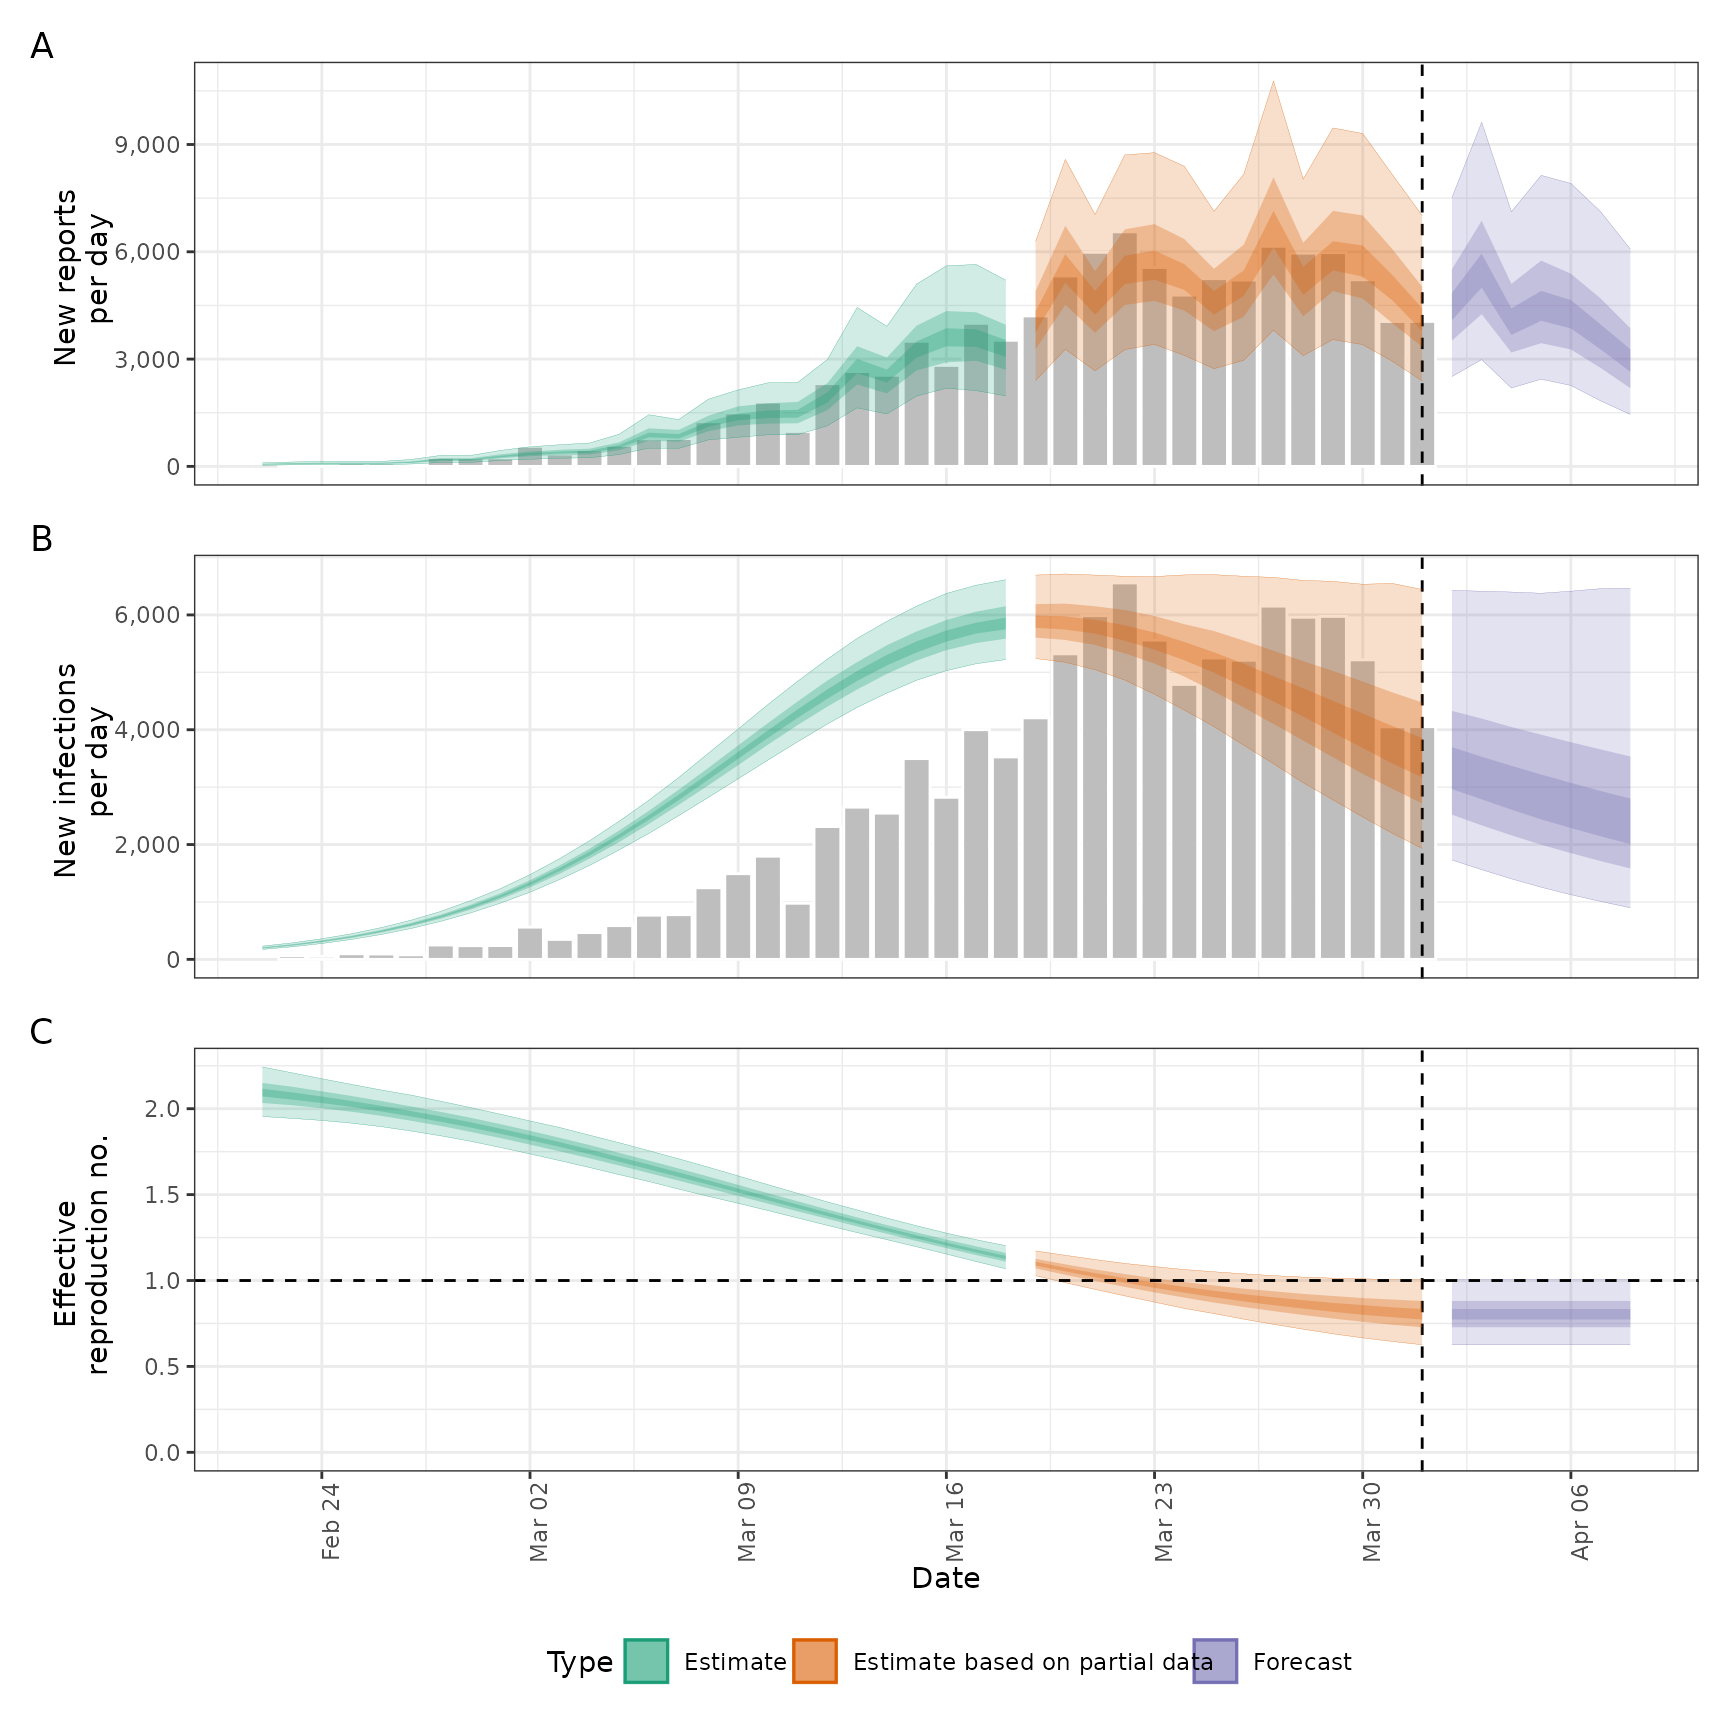 A
New reports
per day
9,000
6,000
3,000
0
B
New infections
per day
6,000
4,000
2,000
0
C
Effective
reproduction no.
2.0
1.5
1.0
0.5
0.0
Feb 24
Mar 02
Mar 09
Mar 16
Mar 23
Mar 30
Apr 06
Date
Type Estimate Estimate based on partial data Forecast